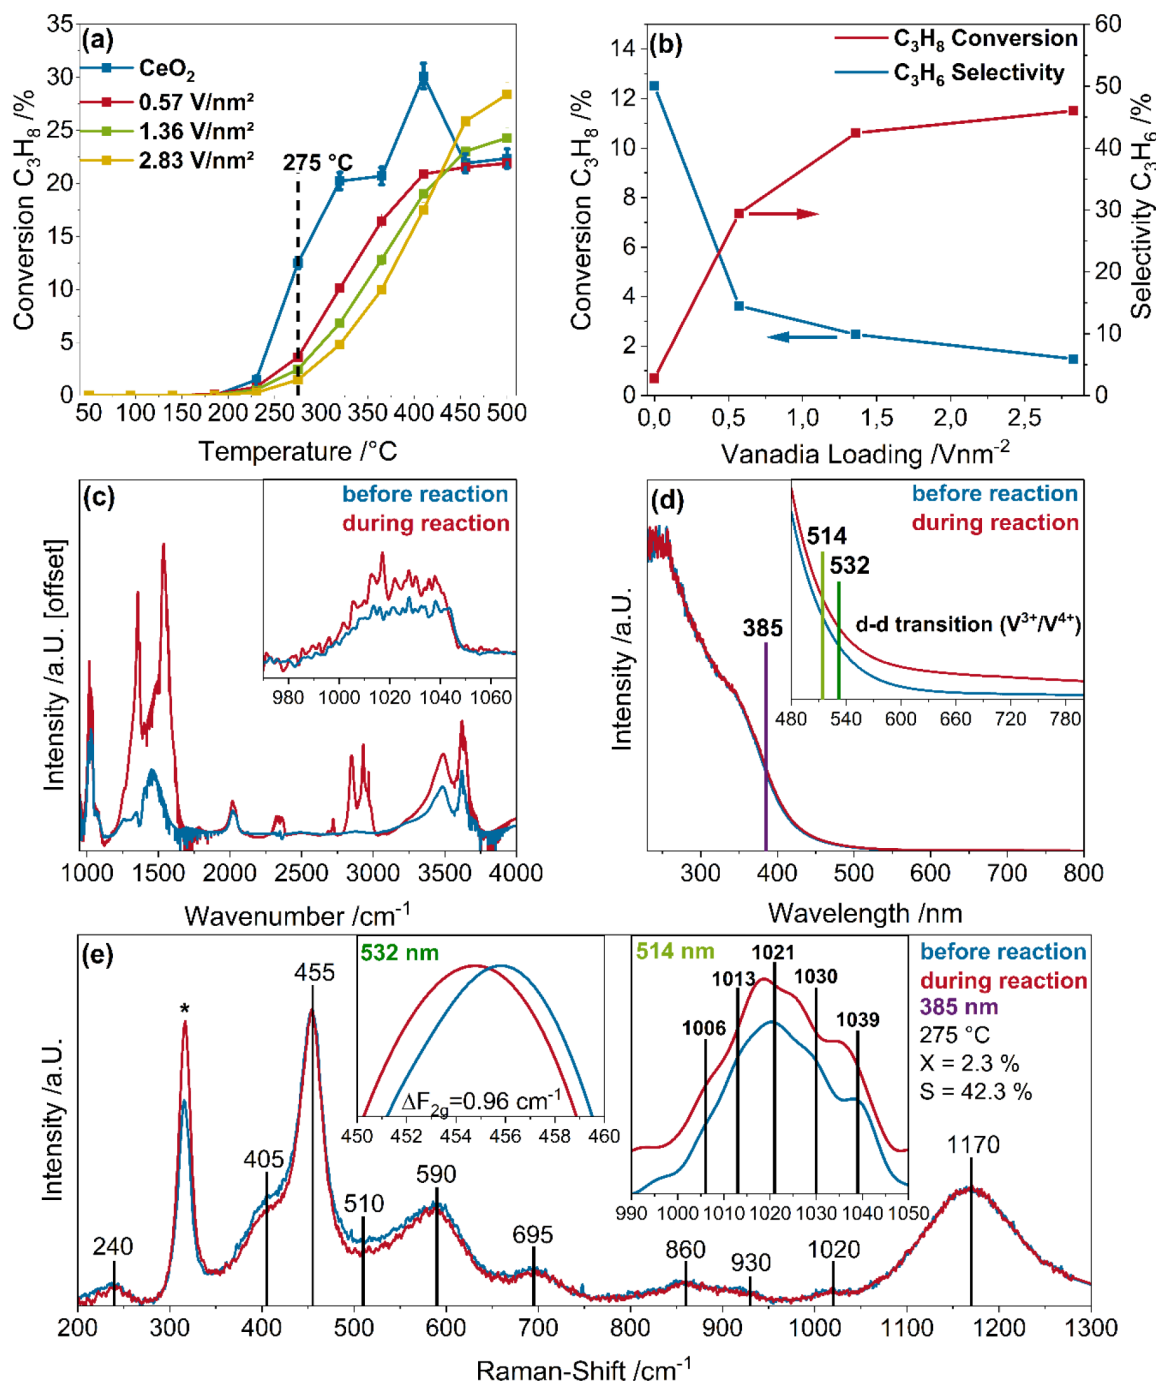 (a)
CeO₂
0.57 V/nm²
1.36 V/nm²
2.83 V/nm²
275 °C
Conversion C₃H₈ /%
35
30
25
20
15
10
5
0
50 100 150 200 250 300 350 400 450 500
Temperature /°C
(b)
C₃H₈ Conversion
C₃H₆ Selectivity
Conversion C₃H₈ /%
14
12
10
8
6
4
2
0
0,0 0,5 1,0 1,5 2,0 2,5
Vanadia Loading /Vnm⁻²
60
50
40
30
20
10
0
Selectivity C₃H₆ /%
(c)
before reaction
during reaction
980 1000 1020 1040 1060
Intensity /a.U. [offset]
1000 1500 2000 2500 3000 3500 4000
Wavenumber /cm⁻¹
(d)
before reaction
during reaction
514
532
d-d transition (V³⁺/V⁴⁺)
480 540 600 660 720 780
385
Intensity /a.U.
300 400 500 600 700 800
Wavelength /nm
(e)
532 nm
ΔF₂g=0.96 cm⁻¹
450 452 454 456 458 460
514 nm
1006
1013
1021
1030
1039
990 1000 1010 1020 1030 1040 1050
before reaction
during reaction
385 nm
275 °C
X = 2.3 %
S = 42.3 %
240
*
405
455
510
590
695
860
930
1020
1170
Intensity /a.U.
200 300 400 500 600 700 800 900 1000 1100 1200 1300
Raman-Shift /cm⁻¹